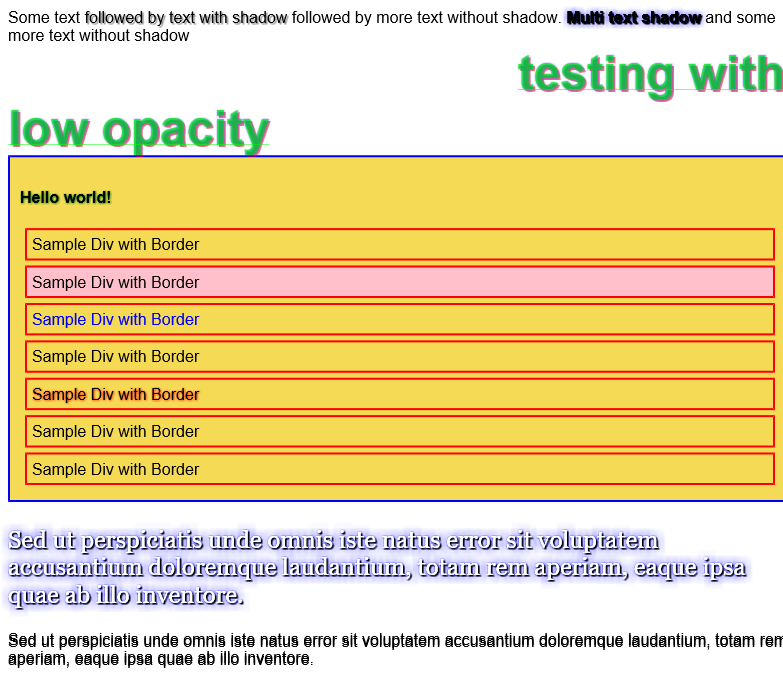 Some text followed by text with shadow followed by more text without shadow. Multi text shadow and some
more text without shadow
testing with
low opacity
Hello world!
Sample Div with Border
Sample Div with Border
Sample Div with Border
Sample Div with Border
Sample Div with Border
Sample Div with Border
Sample Div with Border
Sed ut perspiciatis unde omnis iste natus error sit voluptatem
accusantium doloremque laudantium, totam rem aperiam, eaque ipsa
quae ab illo inventore.
Sed ut perspiciatis unde omnis iste natus error sit voluptatem accusantium doloremque laudantium, totam rem
aperiam, eaque ipsa quae ab illo inventore.